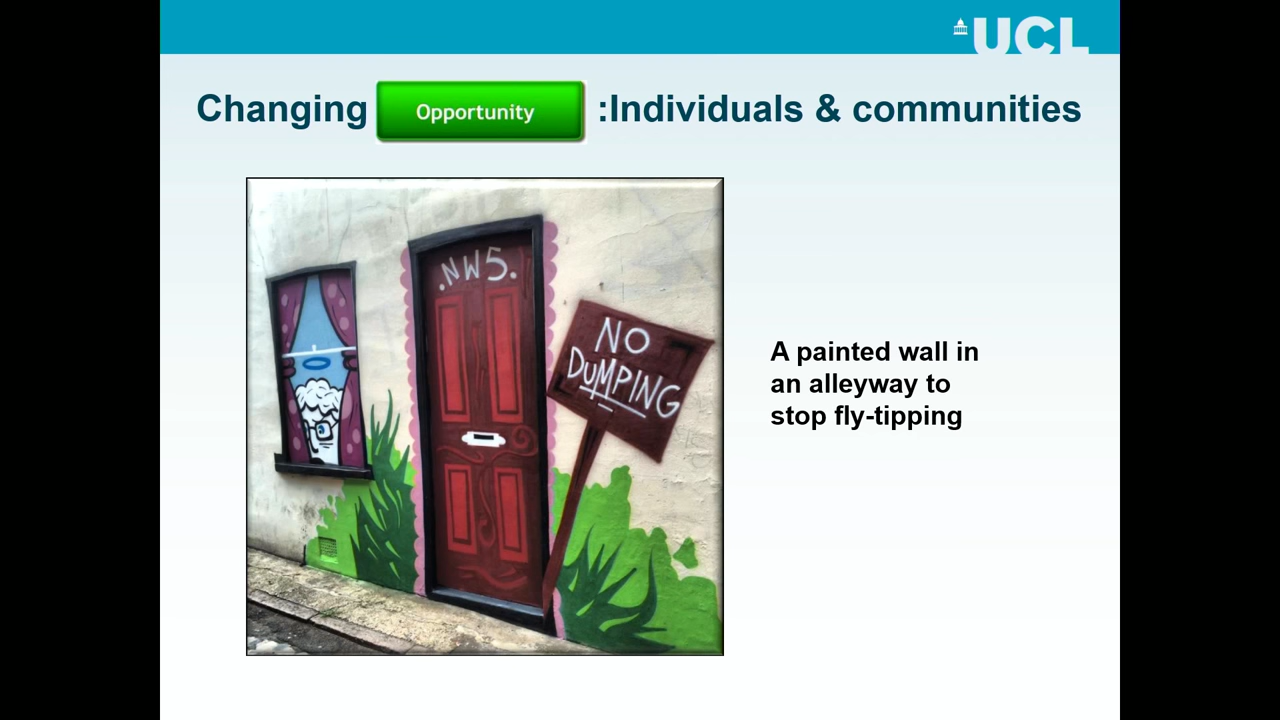 UCL
Changing Opportunity :Individuals & communities
.NW5.
NO
DUMPING
A painted wall in
an alleyway to
stop fly-tipping